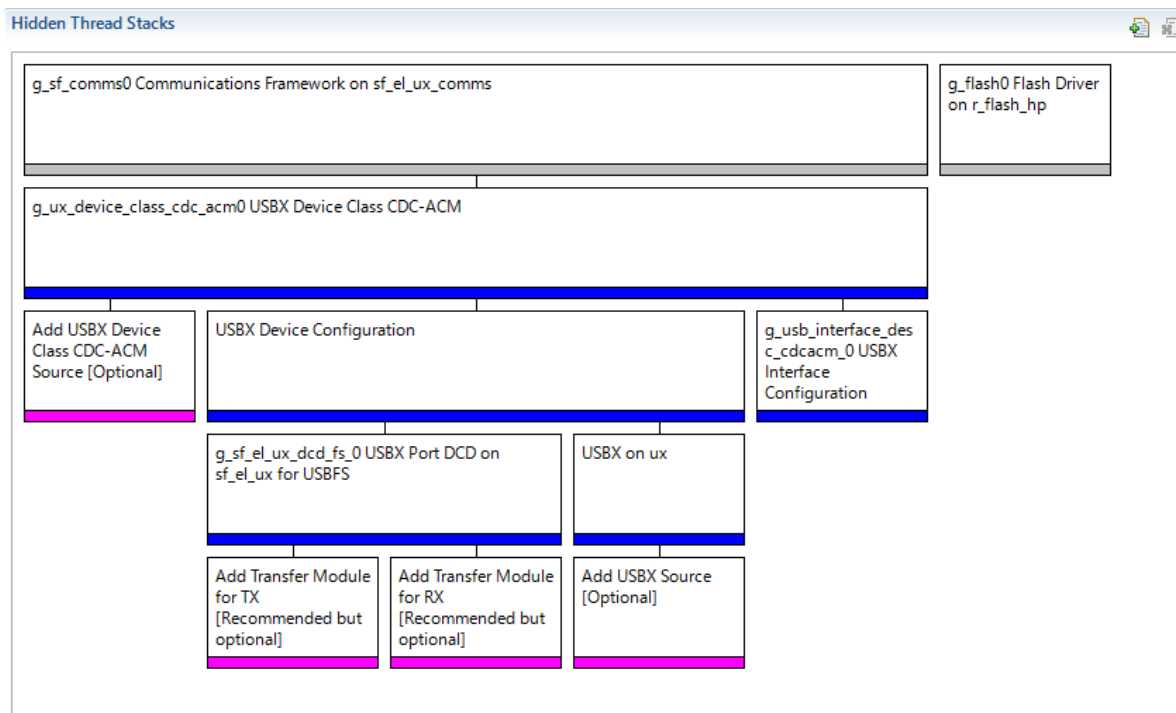 Hidden Thread Stacks
g_sf_comms0 Communications Framework on sf_el_ux_comms
g_flash0 Flash Driver
on r_flash_hp
g_ux_device_class_cdc_acm0 USBX Device Class CDC-ACM
Add USBX Device
Class CDC-ACM
Source [Optional]
USBX Device Configuration
g_usb_interface_des
c_cdcacm_0 USBX
Interface
Configuration
g_sf_el_ux_dcd_fs_0 USBX Port DCD on
sf_el_ux for USBFS
USBX on ux
Add Transfer Module
for TX
[Recommended but
optional]
Add Transfer Module
for RX
[Recommended but
optional]
Add USBX Source
[Optional]